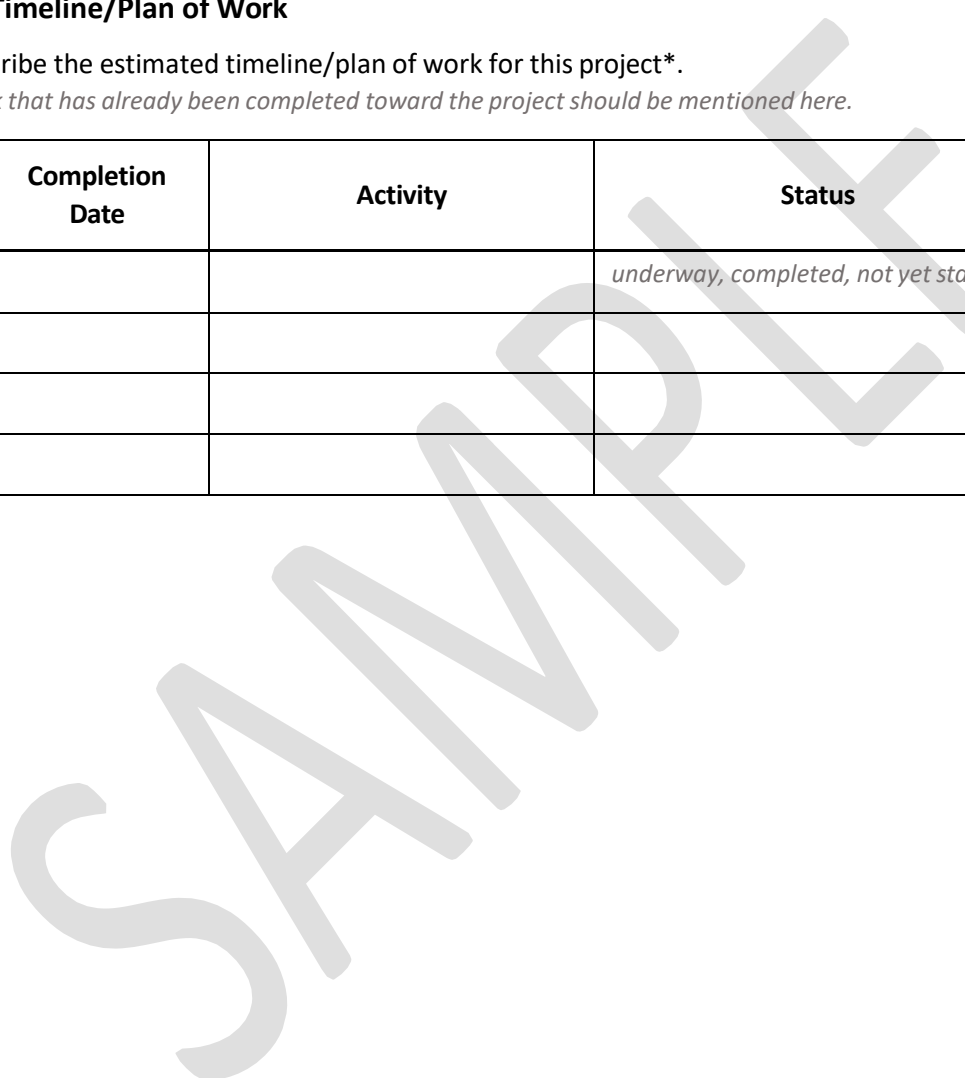 Timeline/Plan of Work
ribe the estimated timeline/plan of work for this project*.
k that has already been completed toward the project should be mentioned here.
Completion
Date
Activity
Status
underway, completed, not yet sta
SAMPLE